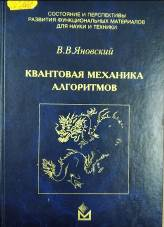 СОСТОЯНИЕ И ПЕРСПЕКТИВЫ
РАЗВИТИЯ ФУНКЦИОНАЛЬНЫХ МАТЕРИАЛОВ
ДЛЯ НАУКИ И ТЕХНИКИ
В.В.Яновский
КВАНТОВАЯ МЕХАНИКА
АЛГОРИТМОВ